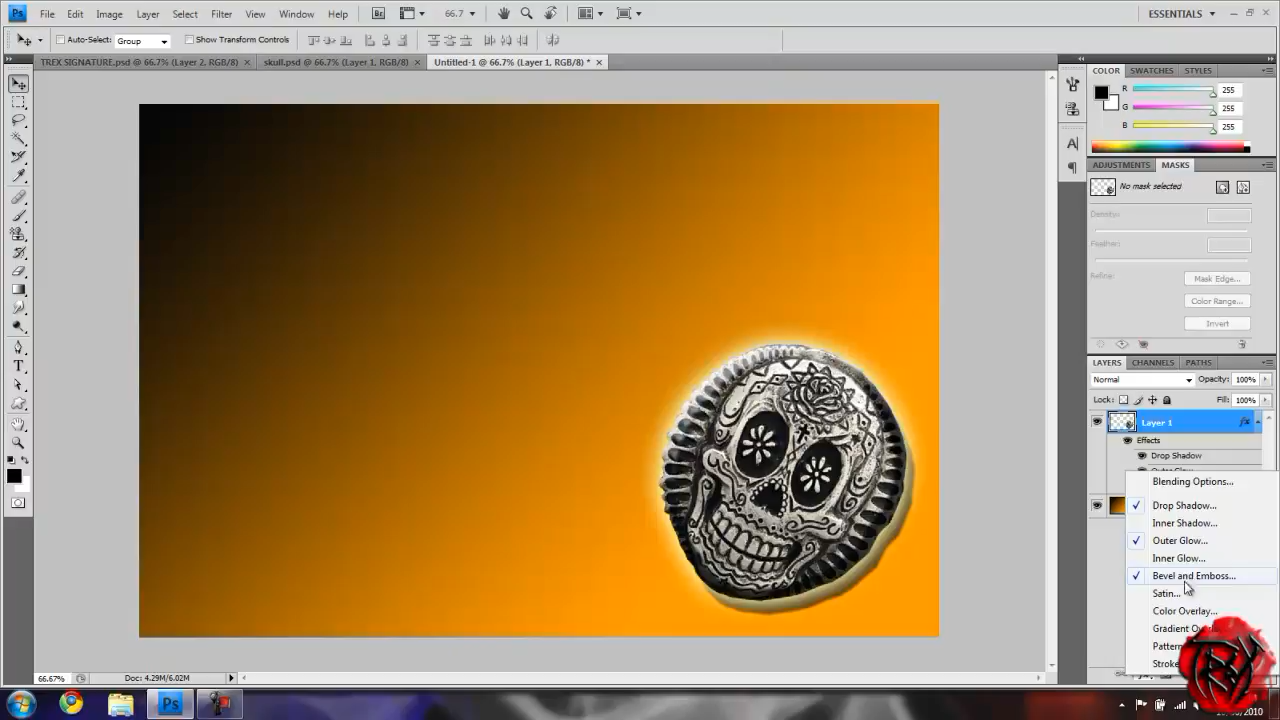 Ps File Edit Image Layer Select Filter View Window Help Br 66.7 ESSENTIALS
Auto-Select: Group Show Transform Controls
TREX SIGNATURE.psd @ 66.7% (Layer 2, RGB/8) skull.psd @ 66.7% (Layer 1, RGB/8) Untitled-1 @ 66.7% (Layer 1, RGB/8) *
COLOR SWATCHES STYLES
R 255
G 255
B 255
ADJUSTMENTS MASKS
No mask selected
Density:
Feather:
Refine: Mask Edge...
Color Range...
Invert
LAYERS CHANNELS PATHS
Normal Opacity: 100%
Lock: Fill: 100%
Layer 1 fx
Effects
Drop Shadow
Outer Glow
Blending Options...
Drop Shadow...
Inner Shadow...
Outer Glow...
Inner Glow...
Bevel and Emboss...
Satin...
Color Overlay...
Gradient
Pattern
Stroke
66.67% Doc: 4.29M/6.02M
Ps